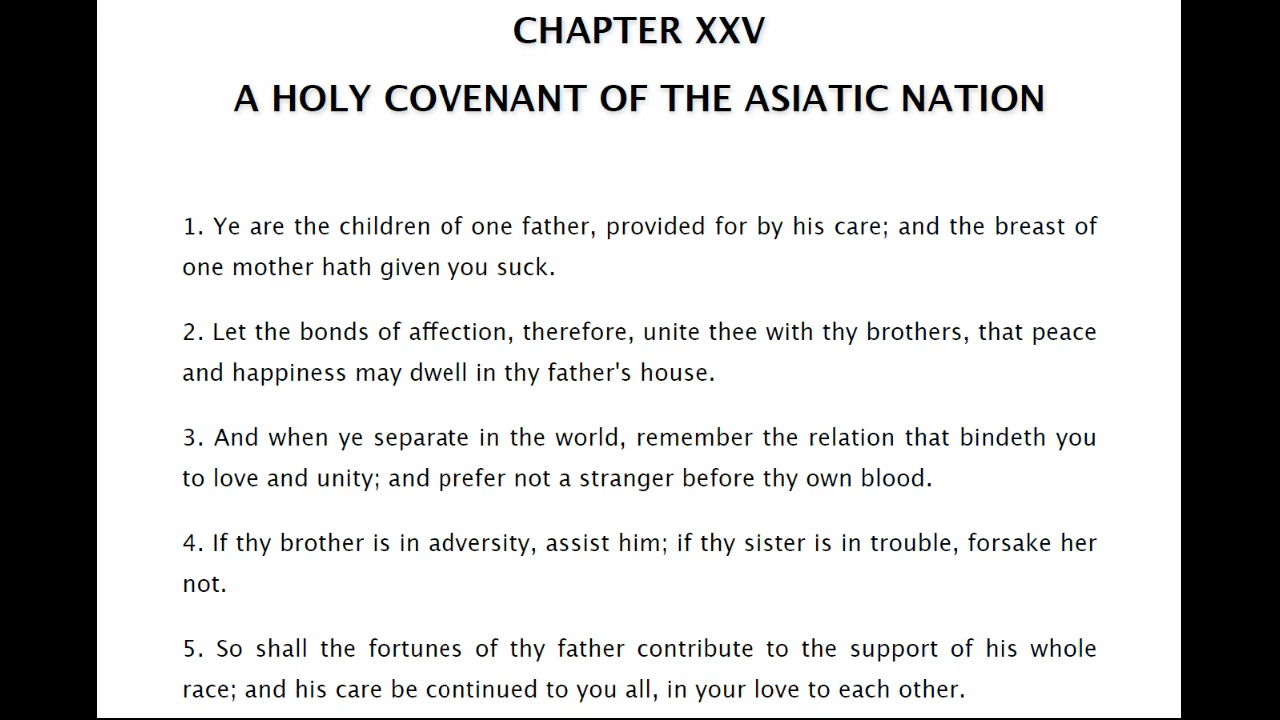 CHAPTER XXV
A HOLY COVENANT OF THE ASIATIC NATION
1. Ye are the children of one father, provided for by his care; and the breast of
one mother hath given you suck.
2. Let the bonds of affection, therefore, unite thee with thy brothers, that peace
and happiness may dwell in thy father's house.
3. And when ye separate in the world, remember the relation that bindeth you
to love and unity; and prefer not a stranger before thy own blood.
4. If thy brother is in adversity, assist him; if thy sister is in trouble, forsake her
not.
5. So shall the fortunes of thy father contribute to the support of his whole
race; and his care be continued to you all, in your love to each other.